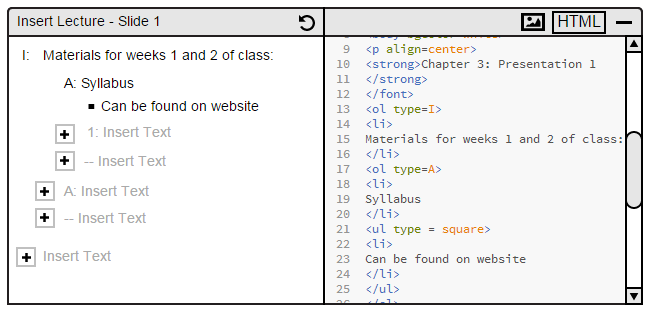 Insert Lecture - Slide 1
HTML
I: Materials for weeks 1 and 2 of class:
A: Syllabus
Can be found on website
1: Insert Text
-- Insert Text
A: Insert Text
-- Insert Text
Insert Text
9 <p align=center>
10 <strong>Chapter 3: Presentation 1
11 </strong>
12 </font>
13 <ol type=I>
14 <li>
15 Materials for weeks 1 and 2 of class:
16 </li>
17 <ol type=A>
18 <li>
19 Syllabus
20 </li>
21 <ul type = square>
22 <li>
23 Can be found on website
24 </li>
25 </ul>